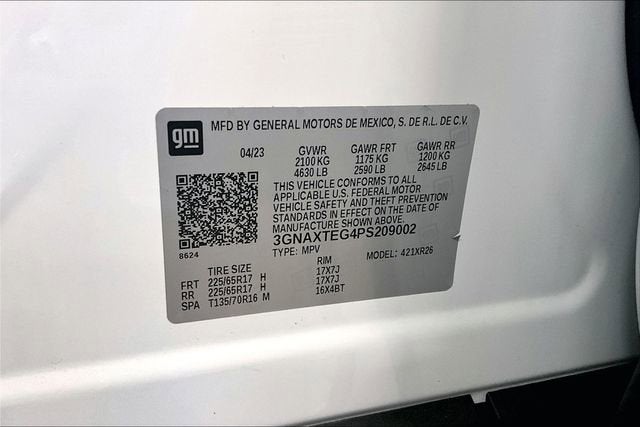 gm MFD BY GENERAL MOTORS DE MEXICO, S. DE R.L. DE C.V.
04/23 GVWR GAWR FRT GAWR RR
2100 KG 1175 KG 1200 KG
4630 LB 2590 LB 2645 LB
THIS VEHICLE CONFORMS TO ALL
APPLICABLE U.S. FEDERAL MOTOR
VEHICLE SAFETY AND THEFT PREVENTION
STANDARDS IN EFFECT ON THE DATE OF
MANUFACTURE SHOWN ABOVE.
3GNAXTEG4PS209002
8624
TYPE: MPV MODEL: 421XR26
TIRE SIZE RIM
FRT 225/65R17 H 17X7J
RR 225/65R17 H 17X7J
SPA T135/70R16 M 16X4BT